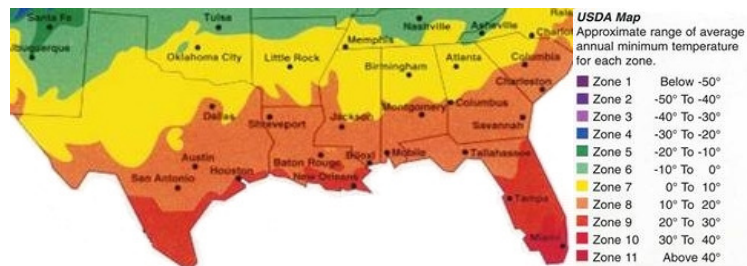 Santa Fe
Tulsa
Nashville
Asheville
lbuquerque
Oklahoma City
Memphis
Charlot
Little Rock
Birmingham
Atlanta
Columbia
Charleston
Dallas
Shreveport
Jackson
Montgomery
Columbus
Savannah
Austin
Baton Rouge
Biloxi
Mobile
Tallahassee
San Antonio
Houston
New Orleans
Tampa
Miami
USDA Map
Approximate range of average
annual minimum temperature
for each zone.
Zone 1 Below -50°
Zone 2 -50° To -40°
Zone 3 -40° To -30°
Zone 4 -30° To -20°
Zone 5 -20° To -10°
Zone 6 -10° To 0°
Zone 7 0° To 10°
Zone 8 10° To 20°
Zone 9 20° To 30°
Zone 10 30° To 40°
Zone 11 Above 40°